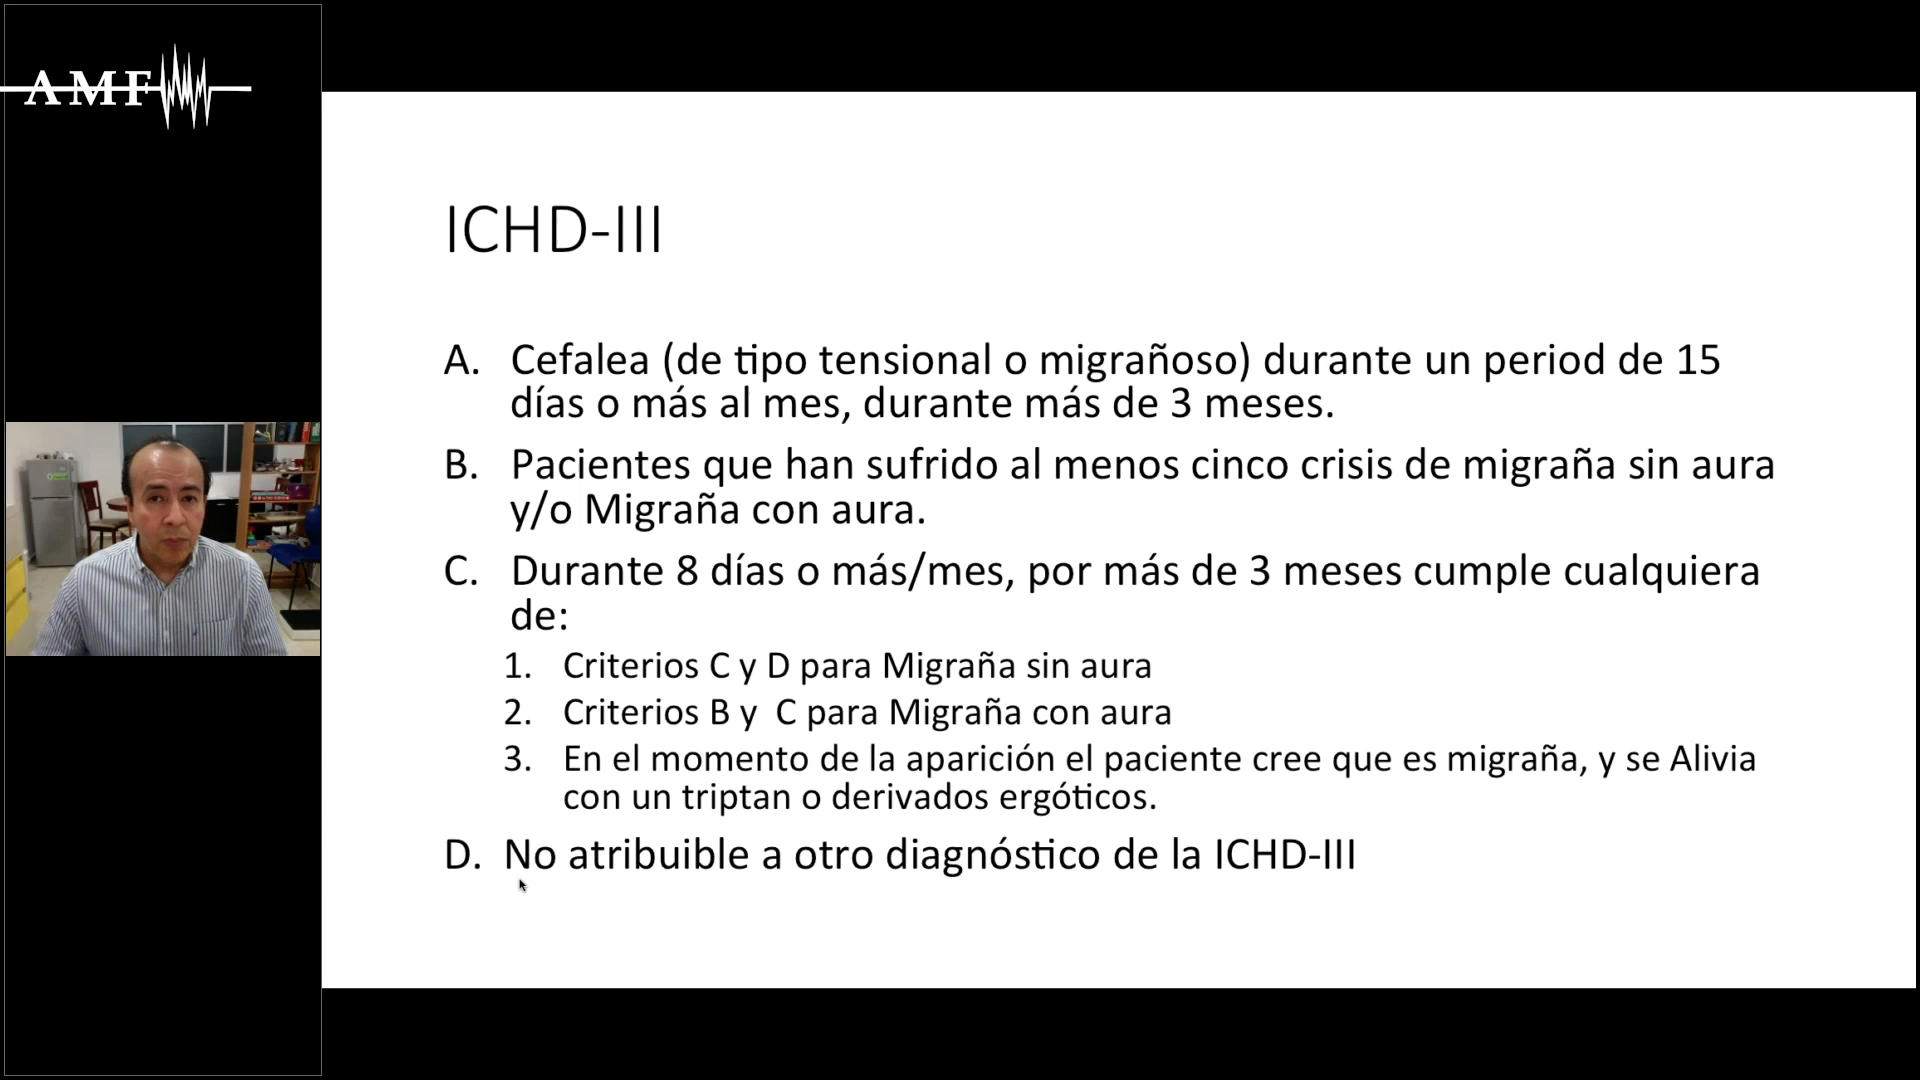 AMF
ICHD-III
A. Cefalea (de tipo tensional o migrañoso) durante un period de 15
días o más al mes, durante más de 3 meses.
B. Pacientes que han sufrido al menos cinco crisis de migraña sin aura
y/o Migraña con aura.
C. Durante 8 días o más/mes, por más de 3 meses cumple cualquiera
de:
1. Criterios C y D para Migraña sin aura
2. Criterios B y  C para Migraña con aura
3. En el momento de la aparición el paciente cree que es migraña, y se Alivia
con un triptan o derivados ergóticos.
D. No atribuible a otro diagnóstico de la ICHD-III